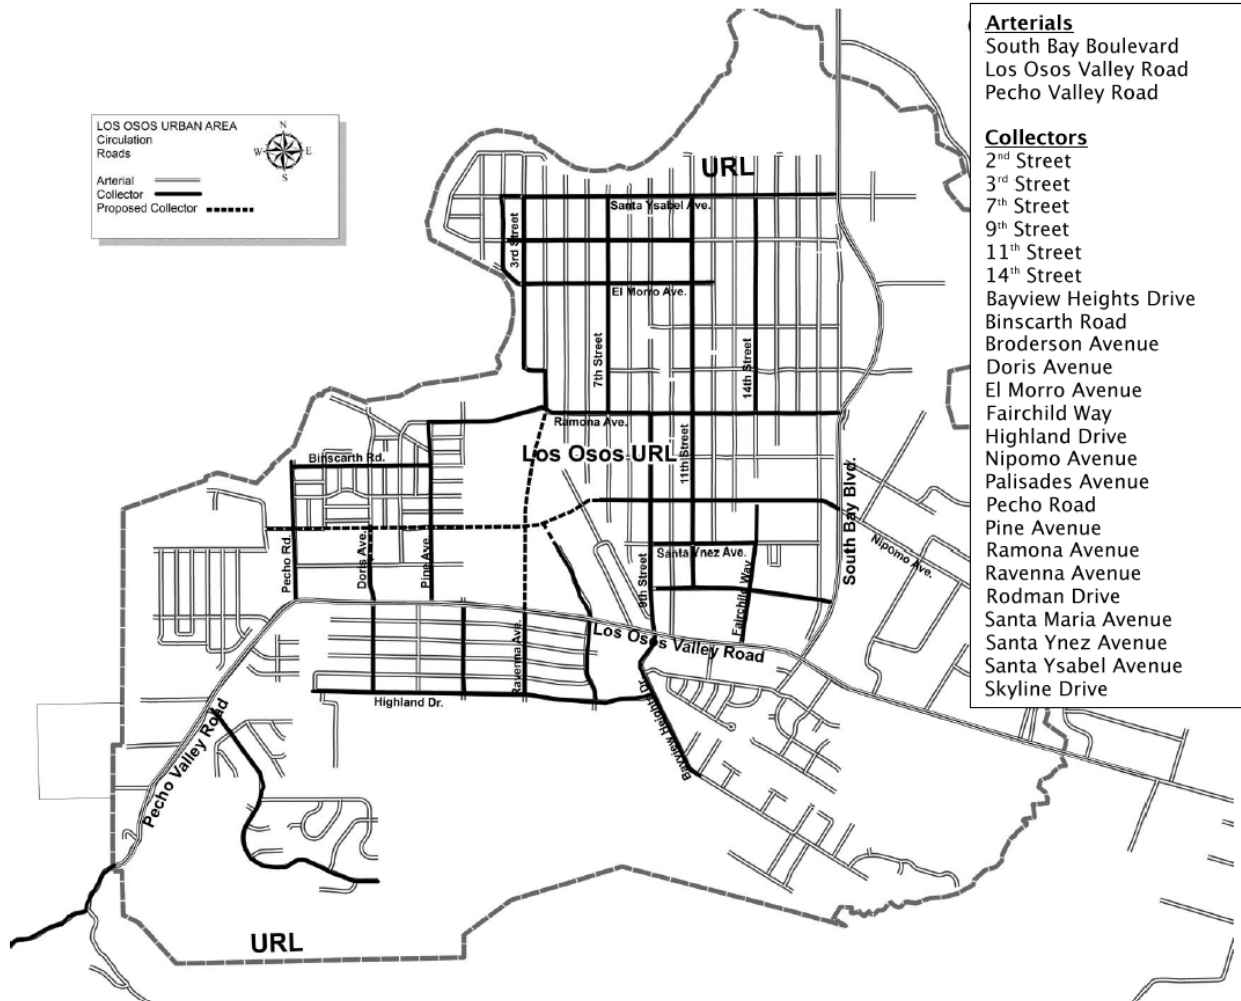 Arterials
South Bay Boulevard
Los Osos Valley Road
Pecho Valley Road
Collectors
2nd Street
3rd Street
7th Street
9th Street
11th Street
14th Street
Bayview Heights Drive
Binscarth Road
Broderson Avenue
Doris Avenue
El Morro Avenue
Fairchild Way
Highland Drive
Nipomo Avenue
Palisades Avenue
Pecho Road
Pine Avenue
Ramona Avenue
Ravenna Avenue
Rodman Drive
Santa Maria Avenue
Santa Ynez Avenue
Santa Ysabel Avenue
Skyline Drive
LOS OSOS URBAN AREA
Circulation
Roads
Arterial
Collector
Proposed Collector
N
W
E
S
URL
Santa Ysabel Ave.
3rd Street
El Morro Ave.
7th Street
14th Street
Ramona Ave.
Los Osos URL
11th Street
Binscarth Rd.
South Bay Blvd.
Nipomo Ave.
Pecho Rd.
Doris Ave.
Pine Ave.
Santa Ynez Ave.
9th Street
Fairchild Way
Los Osos Valley Road
Ravenna Ave.
Highland Dr.
Bayview Heights Dr.
Pecho Valley Road
URL